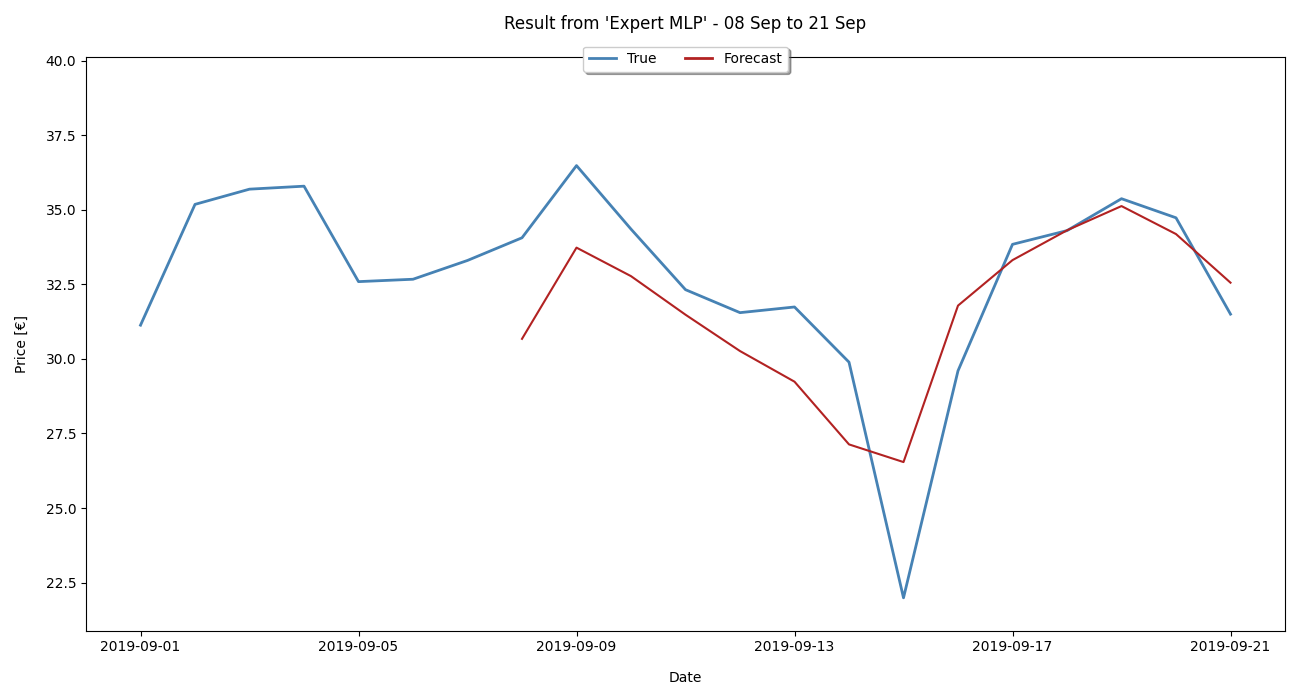 Result from 'Expert MLP' - 08 Sep to 21 Sep
True Forecast
40.0
37.5
35.0
32.5
30.0
27.5
25.0
22.5
Price [€]
2019-09-01 2019-09-05 2019-09-09 2019-09-13 2019-09-17 2019-09-21
Date